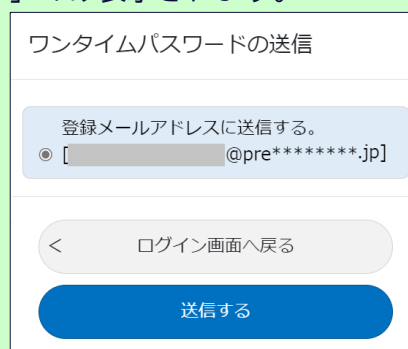 ワンタイムパスワードの送信
登録メールアドレスに送信する。
[ @pre********.jp]
< ログイン画面へ戻る
送信する